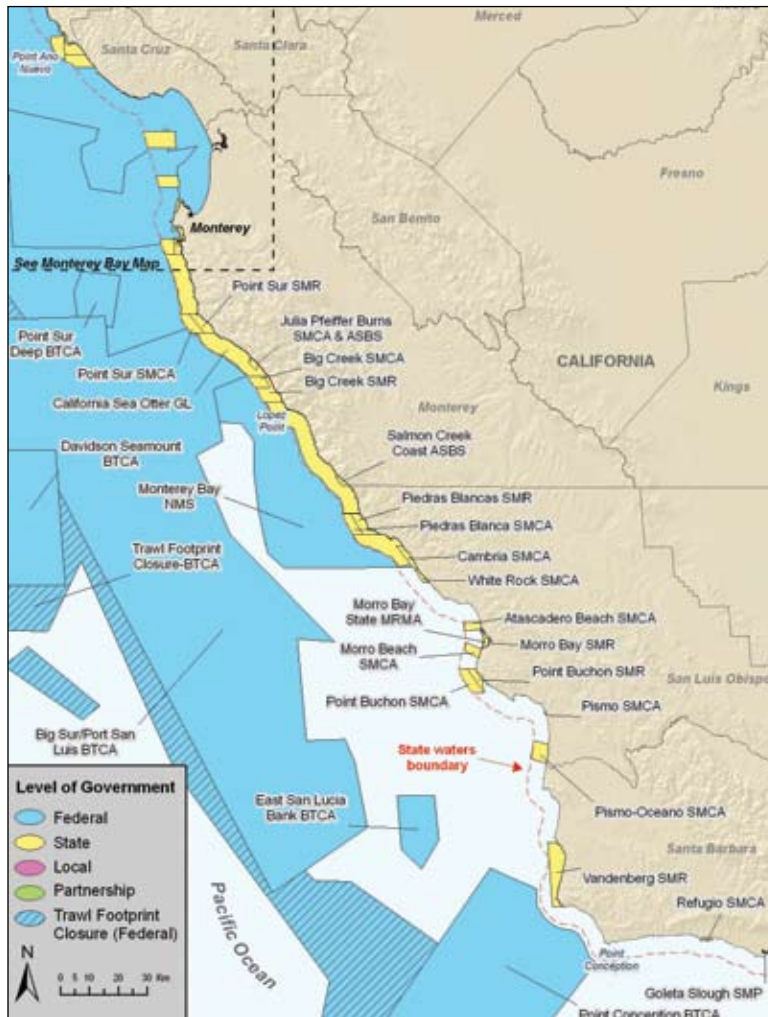 Merced
Santa Cruz
Santa Clara
Point Ano
Nuevo
Fresno
San Benito
Monterey
See Monterey Bay Map
Point Sur SMR
Point Sur
Deep BTCA
Julia Pfeiffer Burns
SMCA & ASBS
Big Creek SMCA
Point Sur SMCA
Big Creek SMR
CALIFORNIA
Kings
California Sea Otter GL
Lopez
Point
Monterey
Davidson Seamount
BTCA
Salmon Creek
Coast ASBS
Monterey Bay
NMS
Piedras Blancas SMR
Piedras Blanca SMCA
Trawl Footprint
Closure-BTCA
Cambria SMCA
White Rock SMCA
Morro Bay
State MRMA
Atascadero Beach SMCA
Morro Bay SMR
Morro Beach
SMCA
Point Buchon SMR
San Luis Obispo
Point Buchon SMCA
Pismo SMCA
Big Sur/Port San
Luis BTCA
State waters
boundary
Level of Government
Federal
State
Local
Partnership
Trawl Footprint
Closure (Federal)
N
0 5 10 20 30 Km
East San Lucia
Bank BTCA
Pismo-Oceano SMCA
Santa Barbara
Vandenberg SMR
Refugio SMCA
Pacific Ocean
Point
Conception
Goleta Slough SMP
Point Conception BTCA